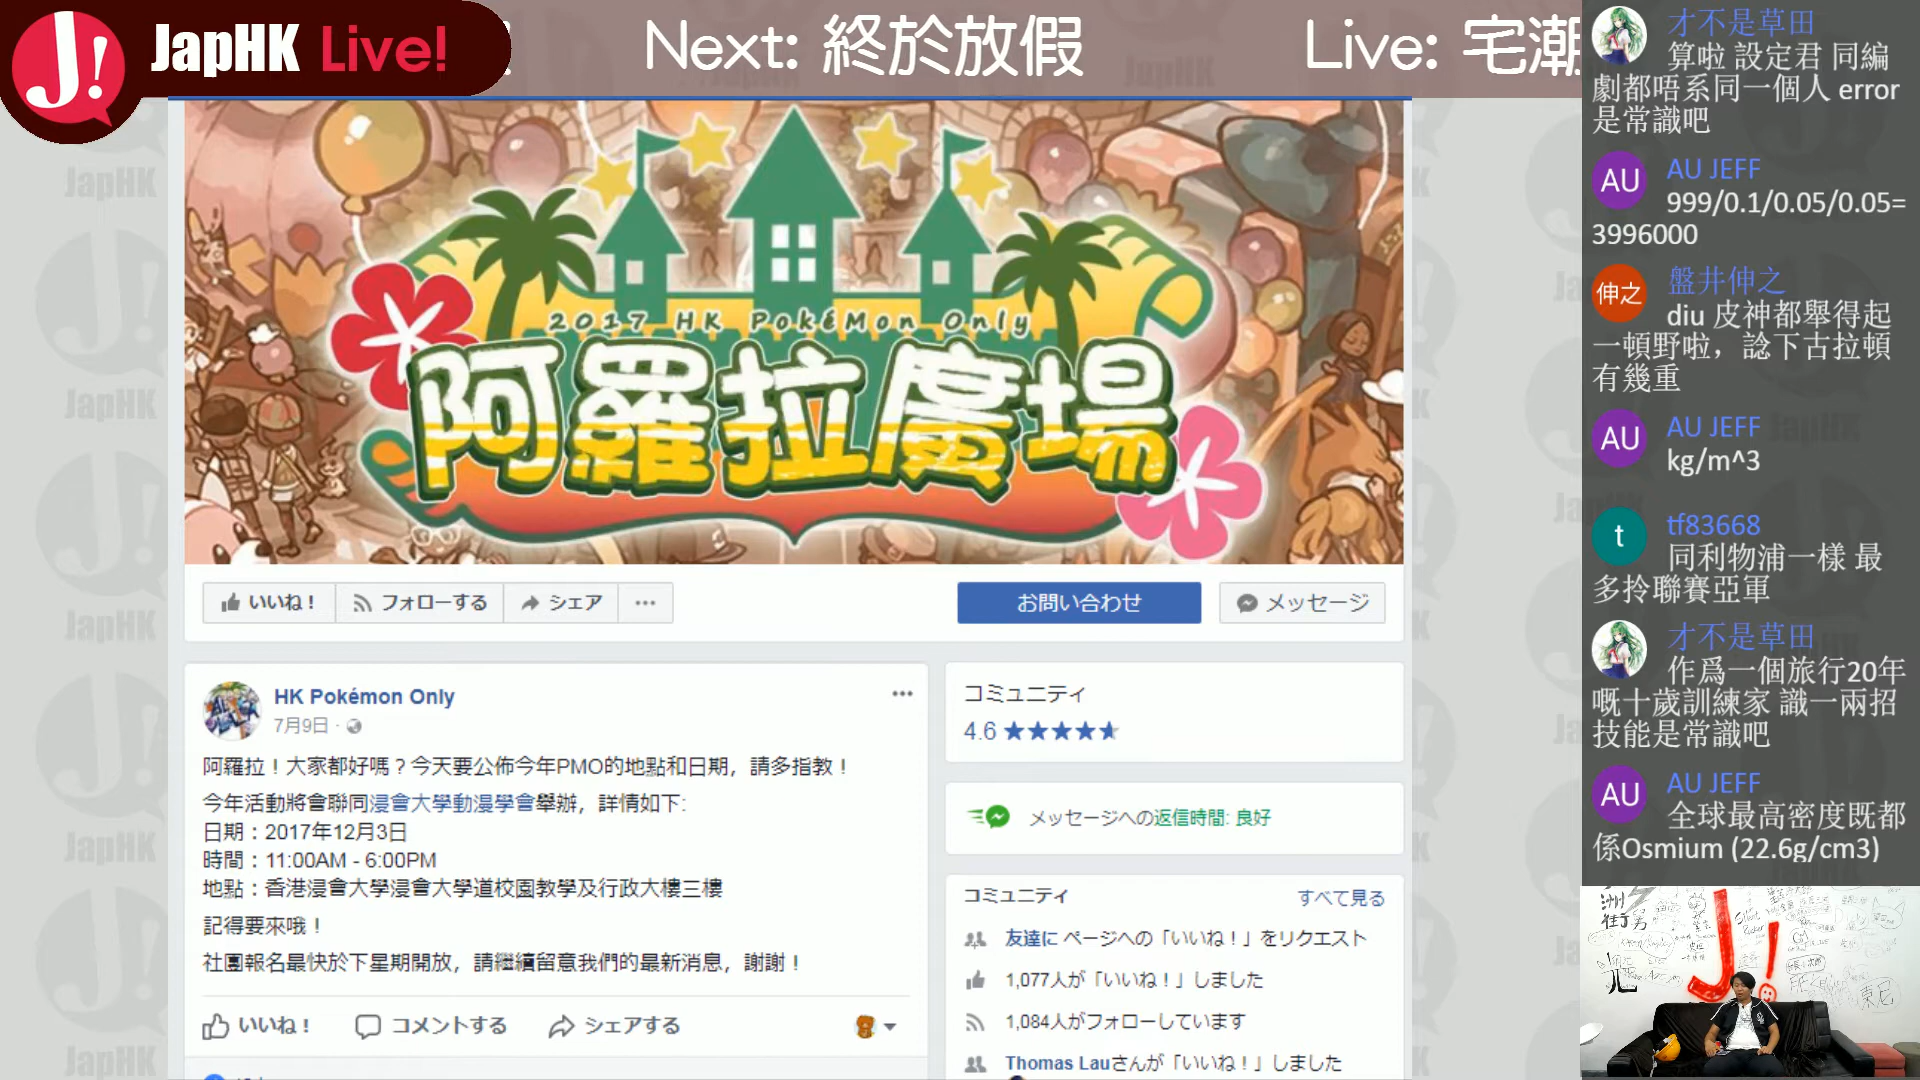 J! JapHK Live!
Next: 終於放假
Live: 宅潮
2017 HK PokéMon Only
阿羅拉廣場
いいね！
フォローする
シェア
お問い合わせ
メッセージ
HK Pokémon Only
7月9日
阿羅拉！大家都好嗎？今天要公佈今年PMO的地點和日期，請多指教！
今年活動將會聯同浸會大學動漫學會舉辦，詳情如下:
日期：2017年12月3日
時間：11:00AM - 6:00PM
地點：香港浸會大學浸會大學道校園教學及行政大樓三樓
記得要來哦！
社團報名最快於下星期開放，請繼續留意我們的最新消息，謝謝！
いいね！
コメントする
シェアする
コミュニティ
4.6
メッセージへの返信時間: 良好
コミュニティ
すべて見る
友達に ページへの「いいね！」をリクエスト
1,077人が「いいね！」しました
1,084人がフォローしています
Thomas Lauさんが「いいね！」しました
才不是草田
算啦 設定君 同編
劇都唔系同一個人 error
是常識吧
AU
AU JEFF
999/0.1/0.05/0.05=
3996000
伸之
盤井伸之
diu 皮神都舉得起
一頓野啦，諗下古拉頓
有幾重
AU
AU JEFF
kg/m^3
t
tf83668
同利物浦一樣 最
多拎聯賽亞軍
才不是草田
作爲一個旅行20年
嘅十歲訓練家 識一兩招
技能是常識吧
AU
AU JEFF
全球最高密度既都
係Osmium (22.6g/cm3)
J!